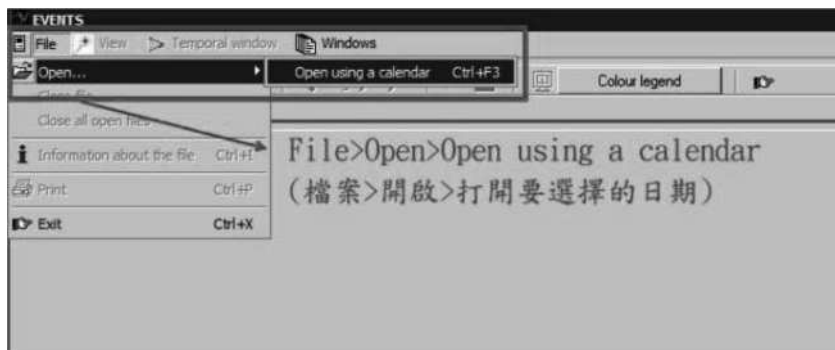 EVENTS
File View Temporal window Windows
Open... Open using a calendar Ctrl+F3
Colour legend
Close file
Close all open files
Information about the file Ctrl+I
Print Ctrl+P
Exit Ctrl+X
File>Open>Open using a calendar
(檔案>開啟>打開要選擇的日期)